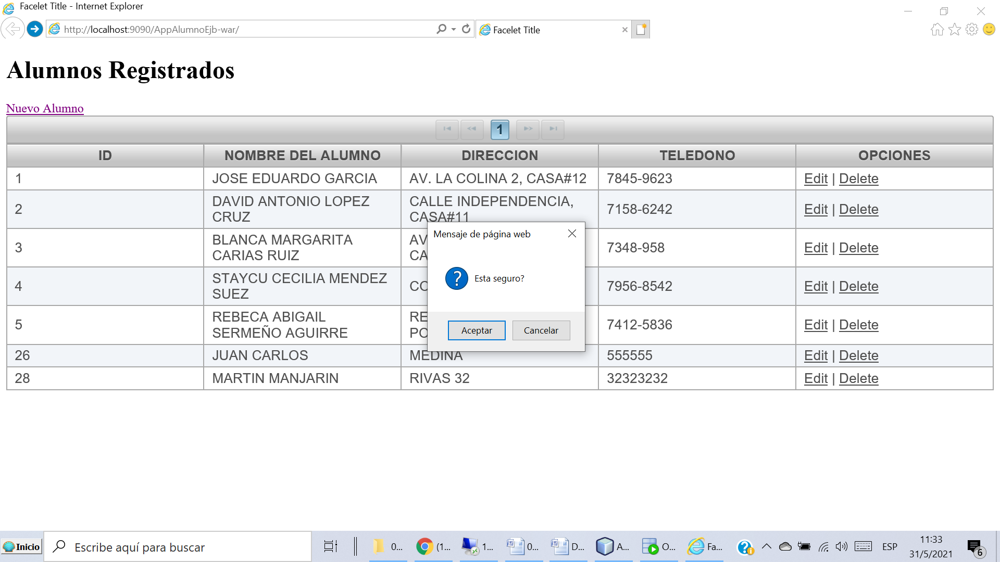 Facelet Title - Internet Explorer
http://localhost:9090/AppAlumnoEjb-war/
Facelet Title
Alumnos Registrados
Nuevo Alumno
1
ID NOMBRE DEL ALUMNO DIRECCION TELEDONO OPCIONES
1 JOSE EDUARDO GARCIA AV. LA COLINA 2, CASA#12 7845-9623 Edit | Delete
2 DAVID ANTONIO LOPEZ CRUZ CALLE INDEPENDENCIA, CASA#11 7158-6242 Edit | Delete
3 BLANCA MARGARITA CARIAS RUIZ AV CA 7348-958 Edit | Delete
4 STAYCU CECILIA MENDEZ SUEZ CO 7956-8542 Edit | Delete
5 REBECA ABIGAIL SERMEÑO AGUIRRE RE PO 7412-5836 Edit | Delete
26 JUAN CARLOS MEDINA 555555 Edit | Delete
28 MARTIN MANJARIN RIVAS 32 32323232 Edit | Delete
Mensaje de página web
Esta seguro?
Aceptar Cancelar
Inicio
Escribe aquí para buscar
0... (1... 1... 0... D... A... O... Fa...
ESP
11:33
31/5/2021
6